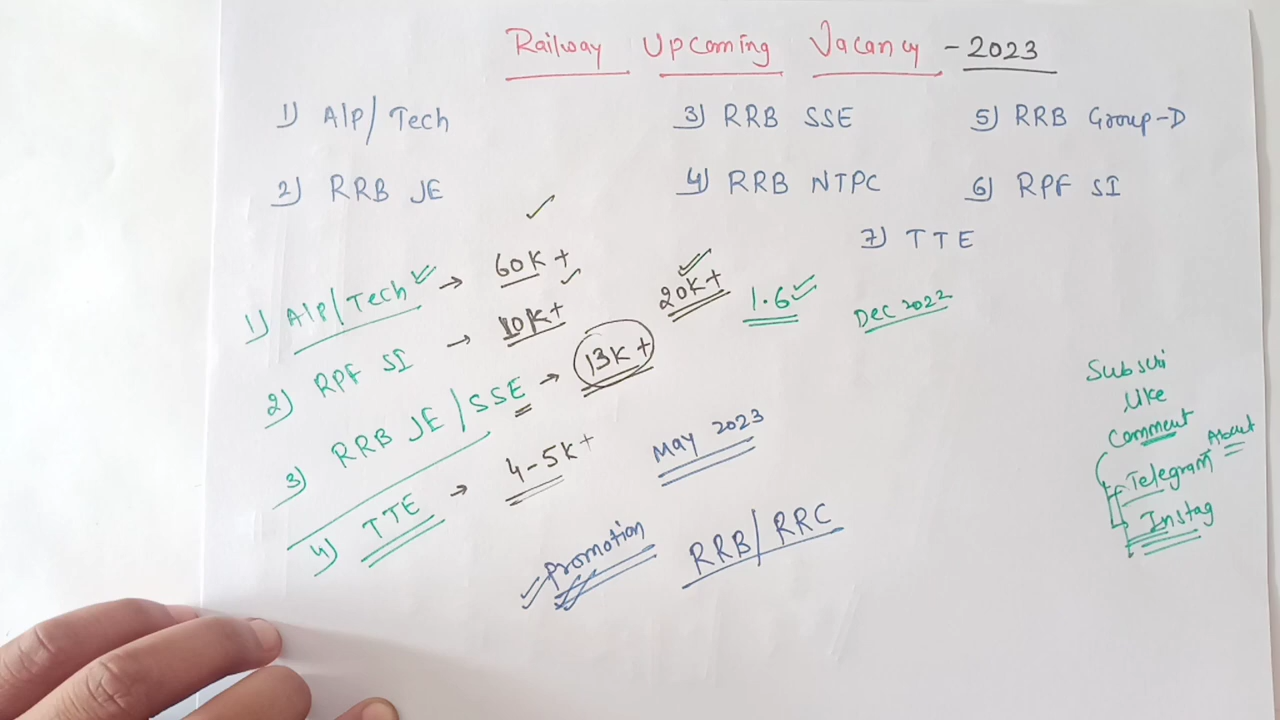 Railway Upcoming Vacancy - 2023
1) Alp/Tech
2) RRB JE
3) RRB SSE
4) RRB NTPC
5) RRB Group-D
6) RPF SI
7) TTE
1) Alp/Tech → 60K+
2) RPF SI → 10K+
3) RRB JE/SSE → 13K+
4) TTE → 4-5K+
20K+
1.6
Dec 2022
May 2023
Promotion
RRB/RRC
Subscri
Like
Comment
Telegram About
Instag